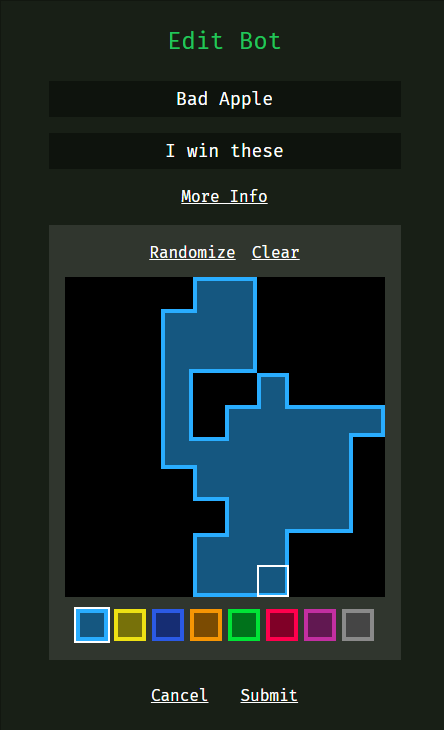 Edit Bot
Bad Apple
I win these
More Info
Randomize Clear
Cancel Submit